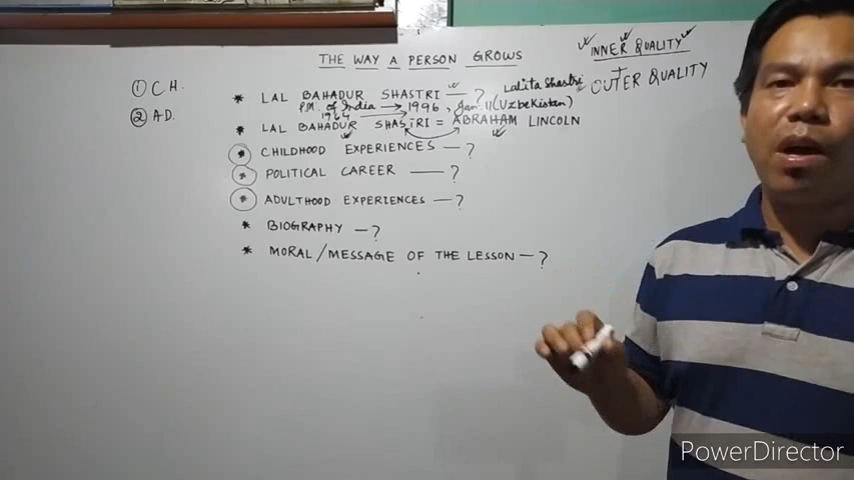 THE WAY A PERSON GROWS
INNER QUALITY
+
OUTER QUALITY
① CH.
② AD.
* LAL BAHADUR SHASTRI — ? Lalita Shastri
P.M. of India → 1996, Jan. 11 (Uzbekistan)
1964
* LAL BAHADUR SHASTRI = ABRAHAM LINCOLN
* CHILDHOOD EXPERIENCES — ?
* POLITICAL CAREER — ?
* ADULTHOOD EXPERIENCES — ?
* BIOGRAPHY — ?
* MORAL/MESSAGE OF THE LESSON — ?
PowerDirector